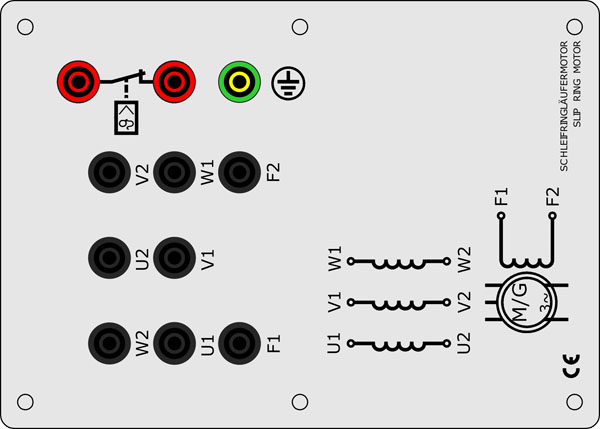 SCHLEIFRINGLÄUFERMOTOR
SLIP RING MOTOR
ϑ
V2
W1
F2
U2
V1
W2
U1
F1
W1
W2
V1
V2
U1
U2
F1
F2
M/G
3~
CE